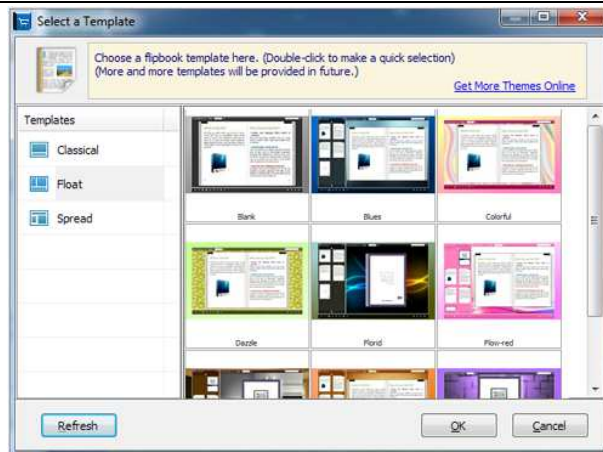 Select a Template
Choose a flipbook template here. (Double-click to make a quick selection)
(More and more templates will be provided in future.)
Get More Themes Online
Templates
Classical
Float
Spread
Blank
Blues
Colorful
Dazzle
Florid
Flow-red
Refresh
OK
Cancel